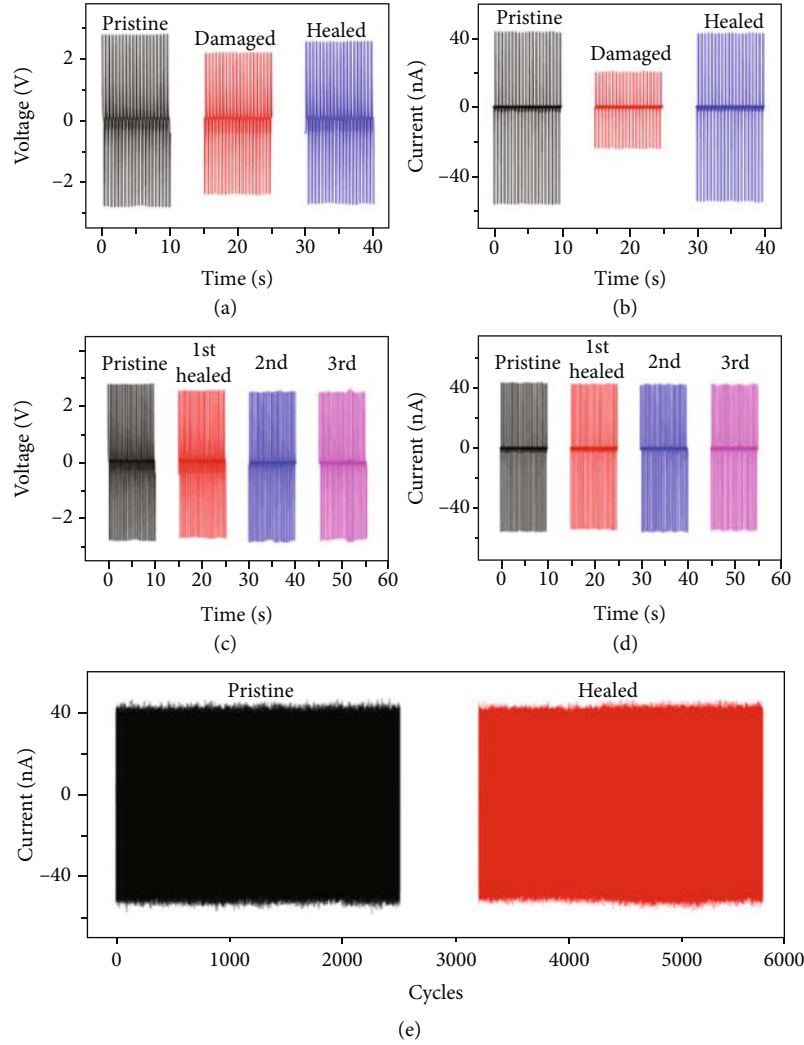 Pristine
Damaged
Healed
2
0
−2
Voltage (V)
0 10 20 30 40
Time (s)
(a)
Pristine
Damaged
Healed
40
0
−40
Current (nA)
0 10 20 30 40
Time (s)
(b)
Pristine
1st
healed
2nd
3rd
2
0
−2
Voltage (V)
0 10 20 30 40 50 60
Time (s)
(c)
Pristine
1st
healed
2nd
3rd
40
0
−40
Current (nA)
0 10 20 30 40 50 60
Time (s)
(d)
Pristine
Healed
40
0
−40
Current (nA)
0 1000 2000 3000 4000 5000 6000
Cycles
(e)